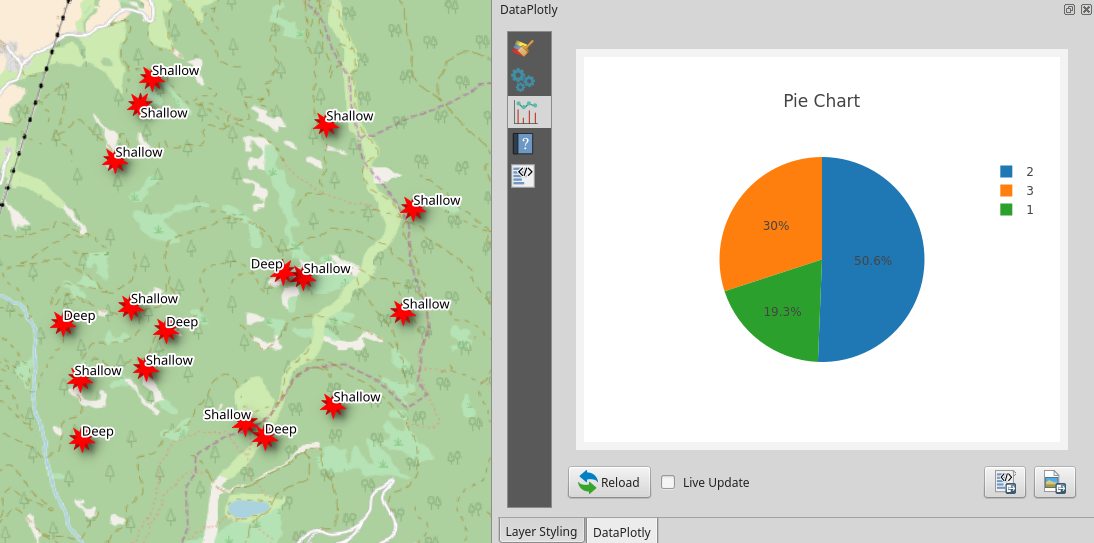 DataPlotly
Shallow
Shallow
Shallow
Shallow
Shallow
Deep
Shallow
Shallow
Shallow
Deep
Deep
Shallow
Shallow
Shallow
Shallow
Deep
Deep
Pie Chart
2
3
1
30%
50.6%
19.3%
Reload
Live Update
Layer Styling
DataPlotly